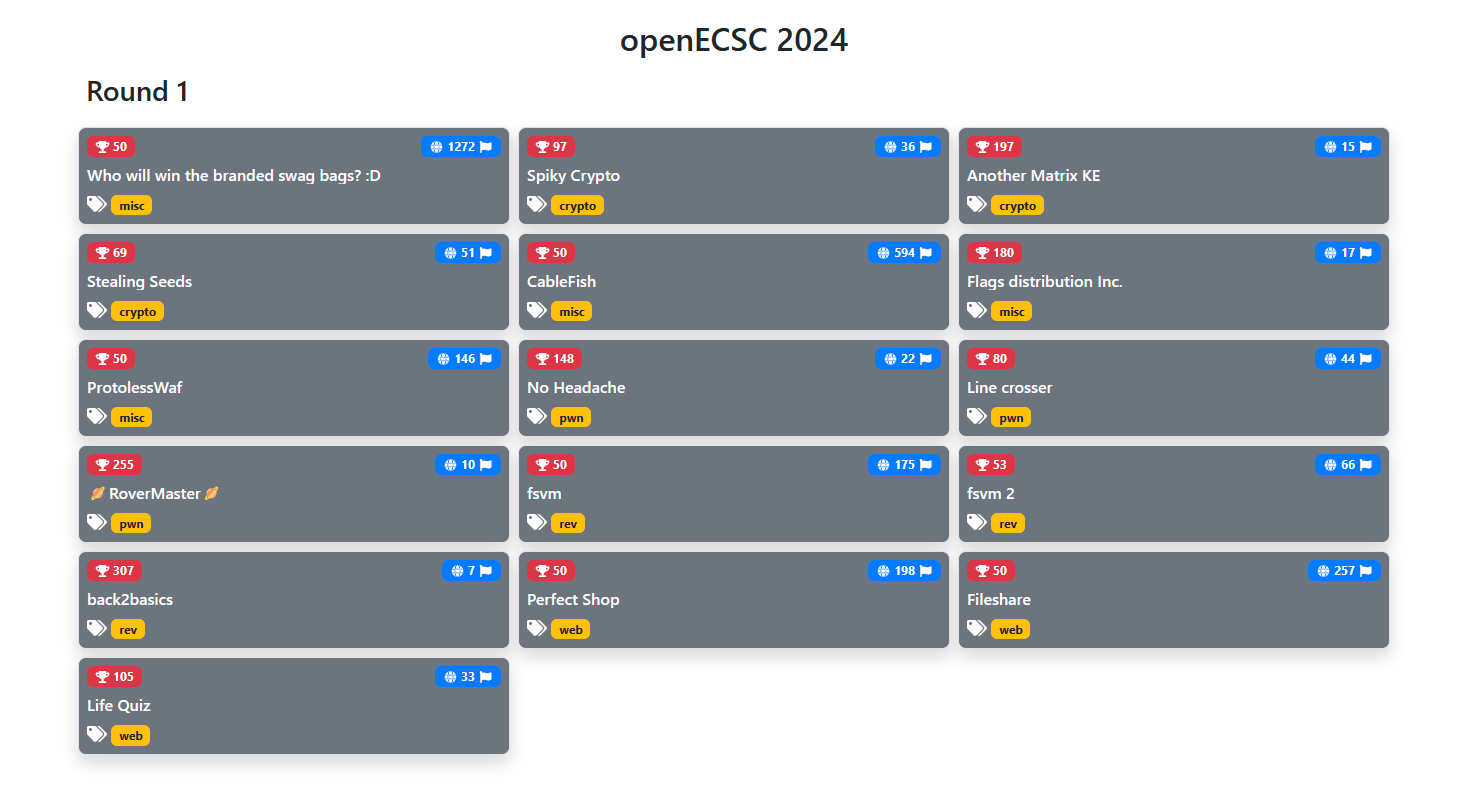 openECSC 2024
Round 1
50 1272
Who will win the branded swag bags? :D
misc
97 36
Spiky Crypto
crypto
197 15
Another Matrix KE
crypto
69 51
Stealing Seeds
crypto
50 594
CableFish
misc
180 17
Flags distribution Inc.
misc
50 146
ProtolessWaf
misc
148 22
No Headache
pwn
80 44
Line crosser
pwn
255 10
🪐 RoverMaster 🪐
pwn
50 175
fsvm
rev
53 66
fsvm 2
rev
307 7
back2basics
rev
50 198
Perfect Shop
web
50 257
Fileshare
web
105 33
Life Quiz
web